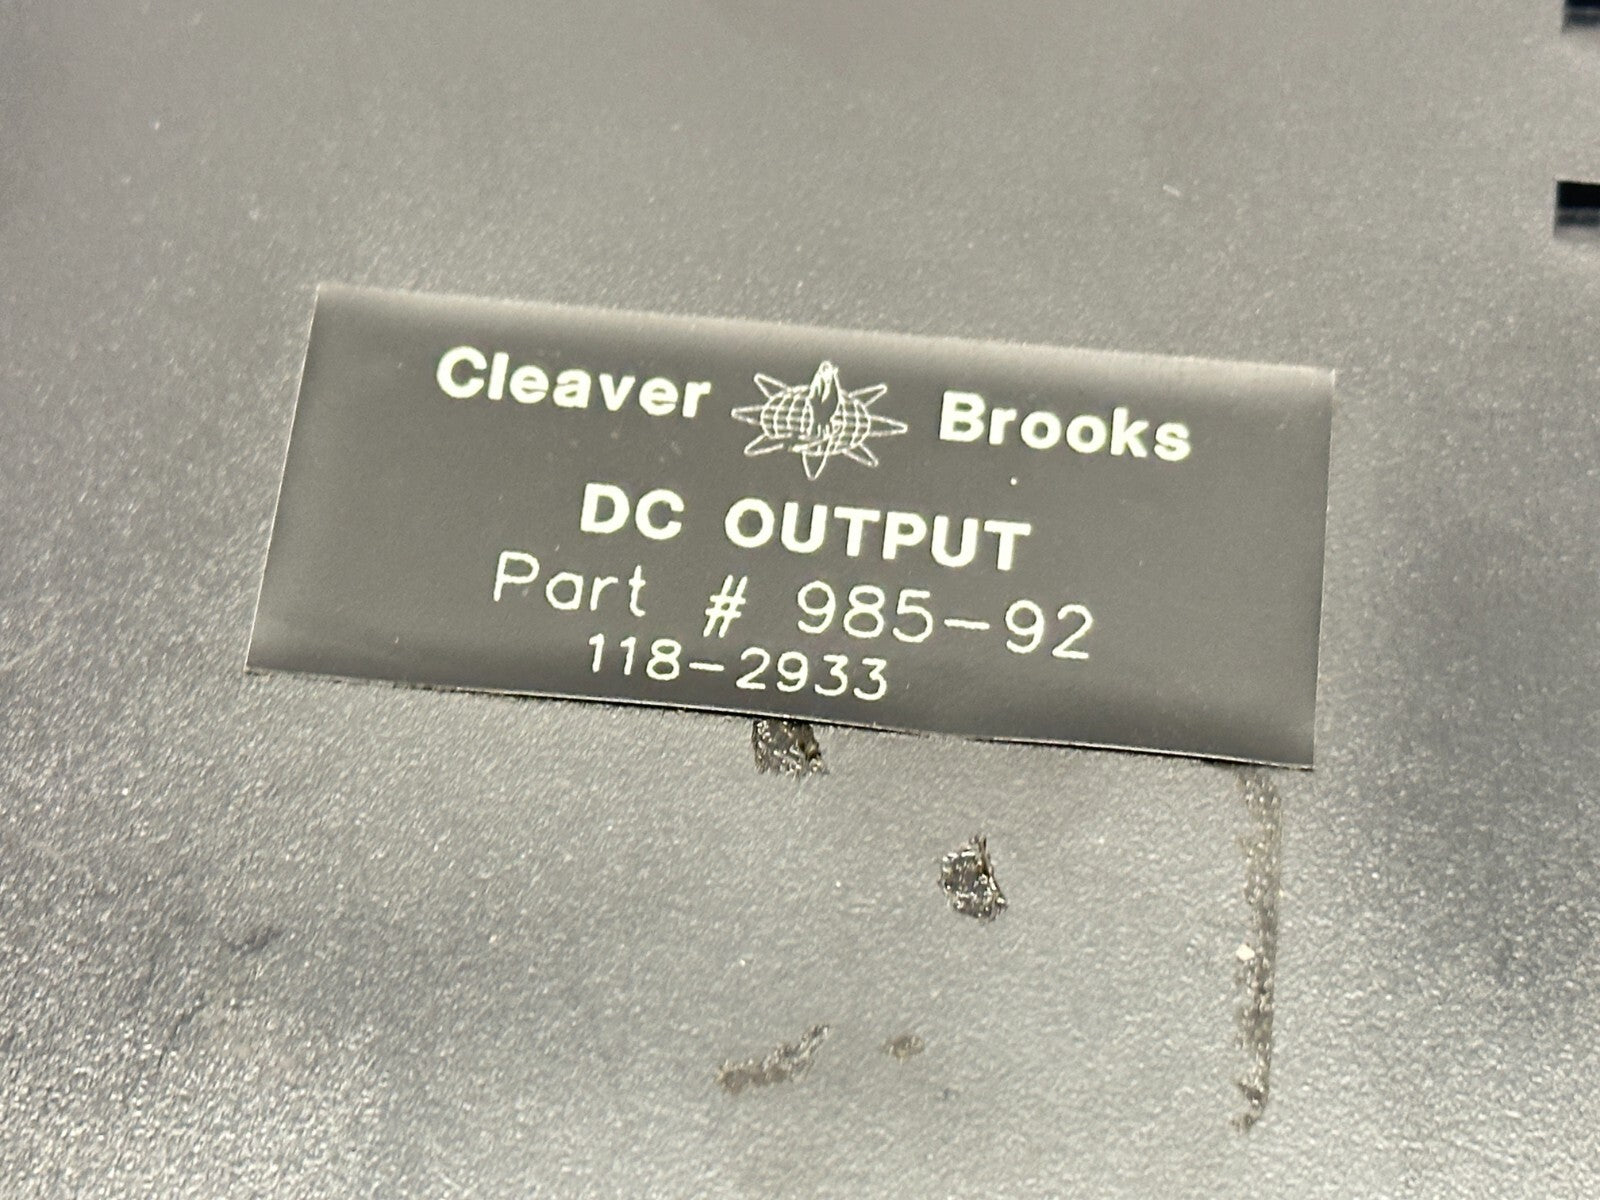 Cleaver Brooks
DC OUTPUT
Part # 985-92
118-2933